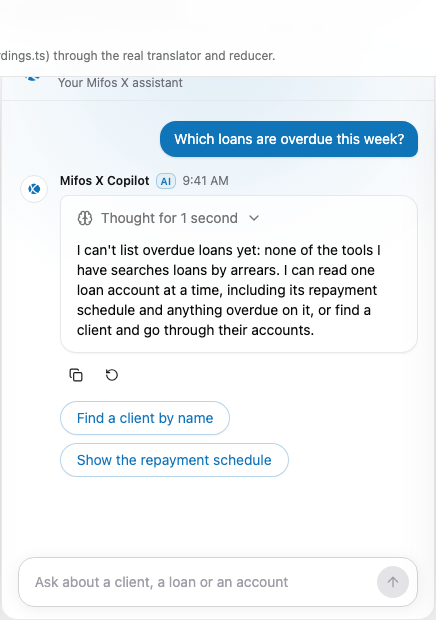 dings.ts) through the real translator and reducer.
Your Mifos X assistant
Which loans are overdue this week?
Mifos X Copilot AI 9:41 AM
Thought for 1 second
I can't list overdue loans yet: none of the tools I
have searches loans by arrears. I can read one
loan account at a time, including its repayment
schedule and anything overdue on it, or find a
client and go through their accounts.
Find a client by name
Show the repayment schedule
Ask about a client, a loan or an account